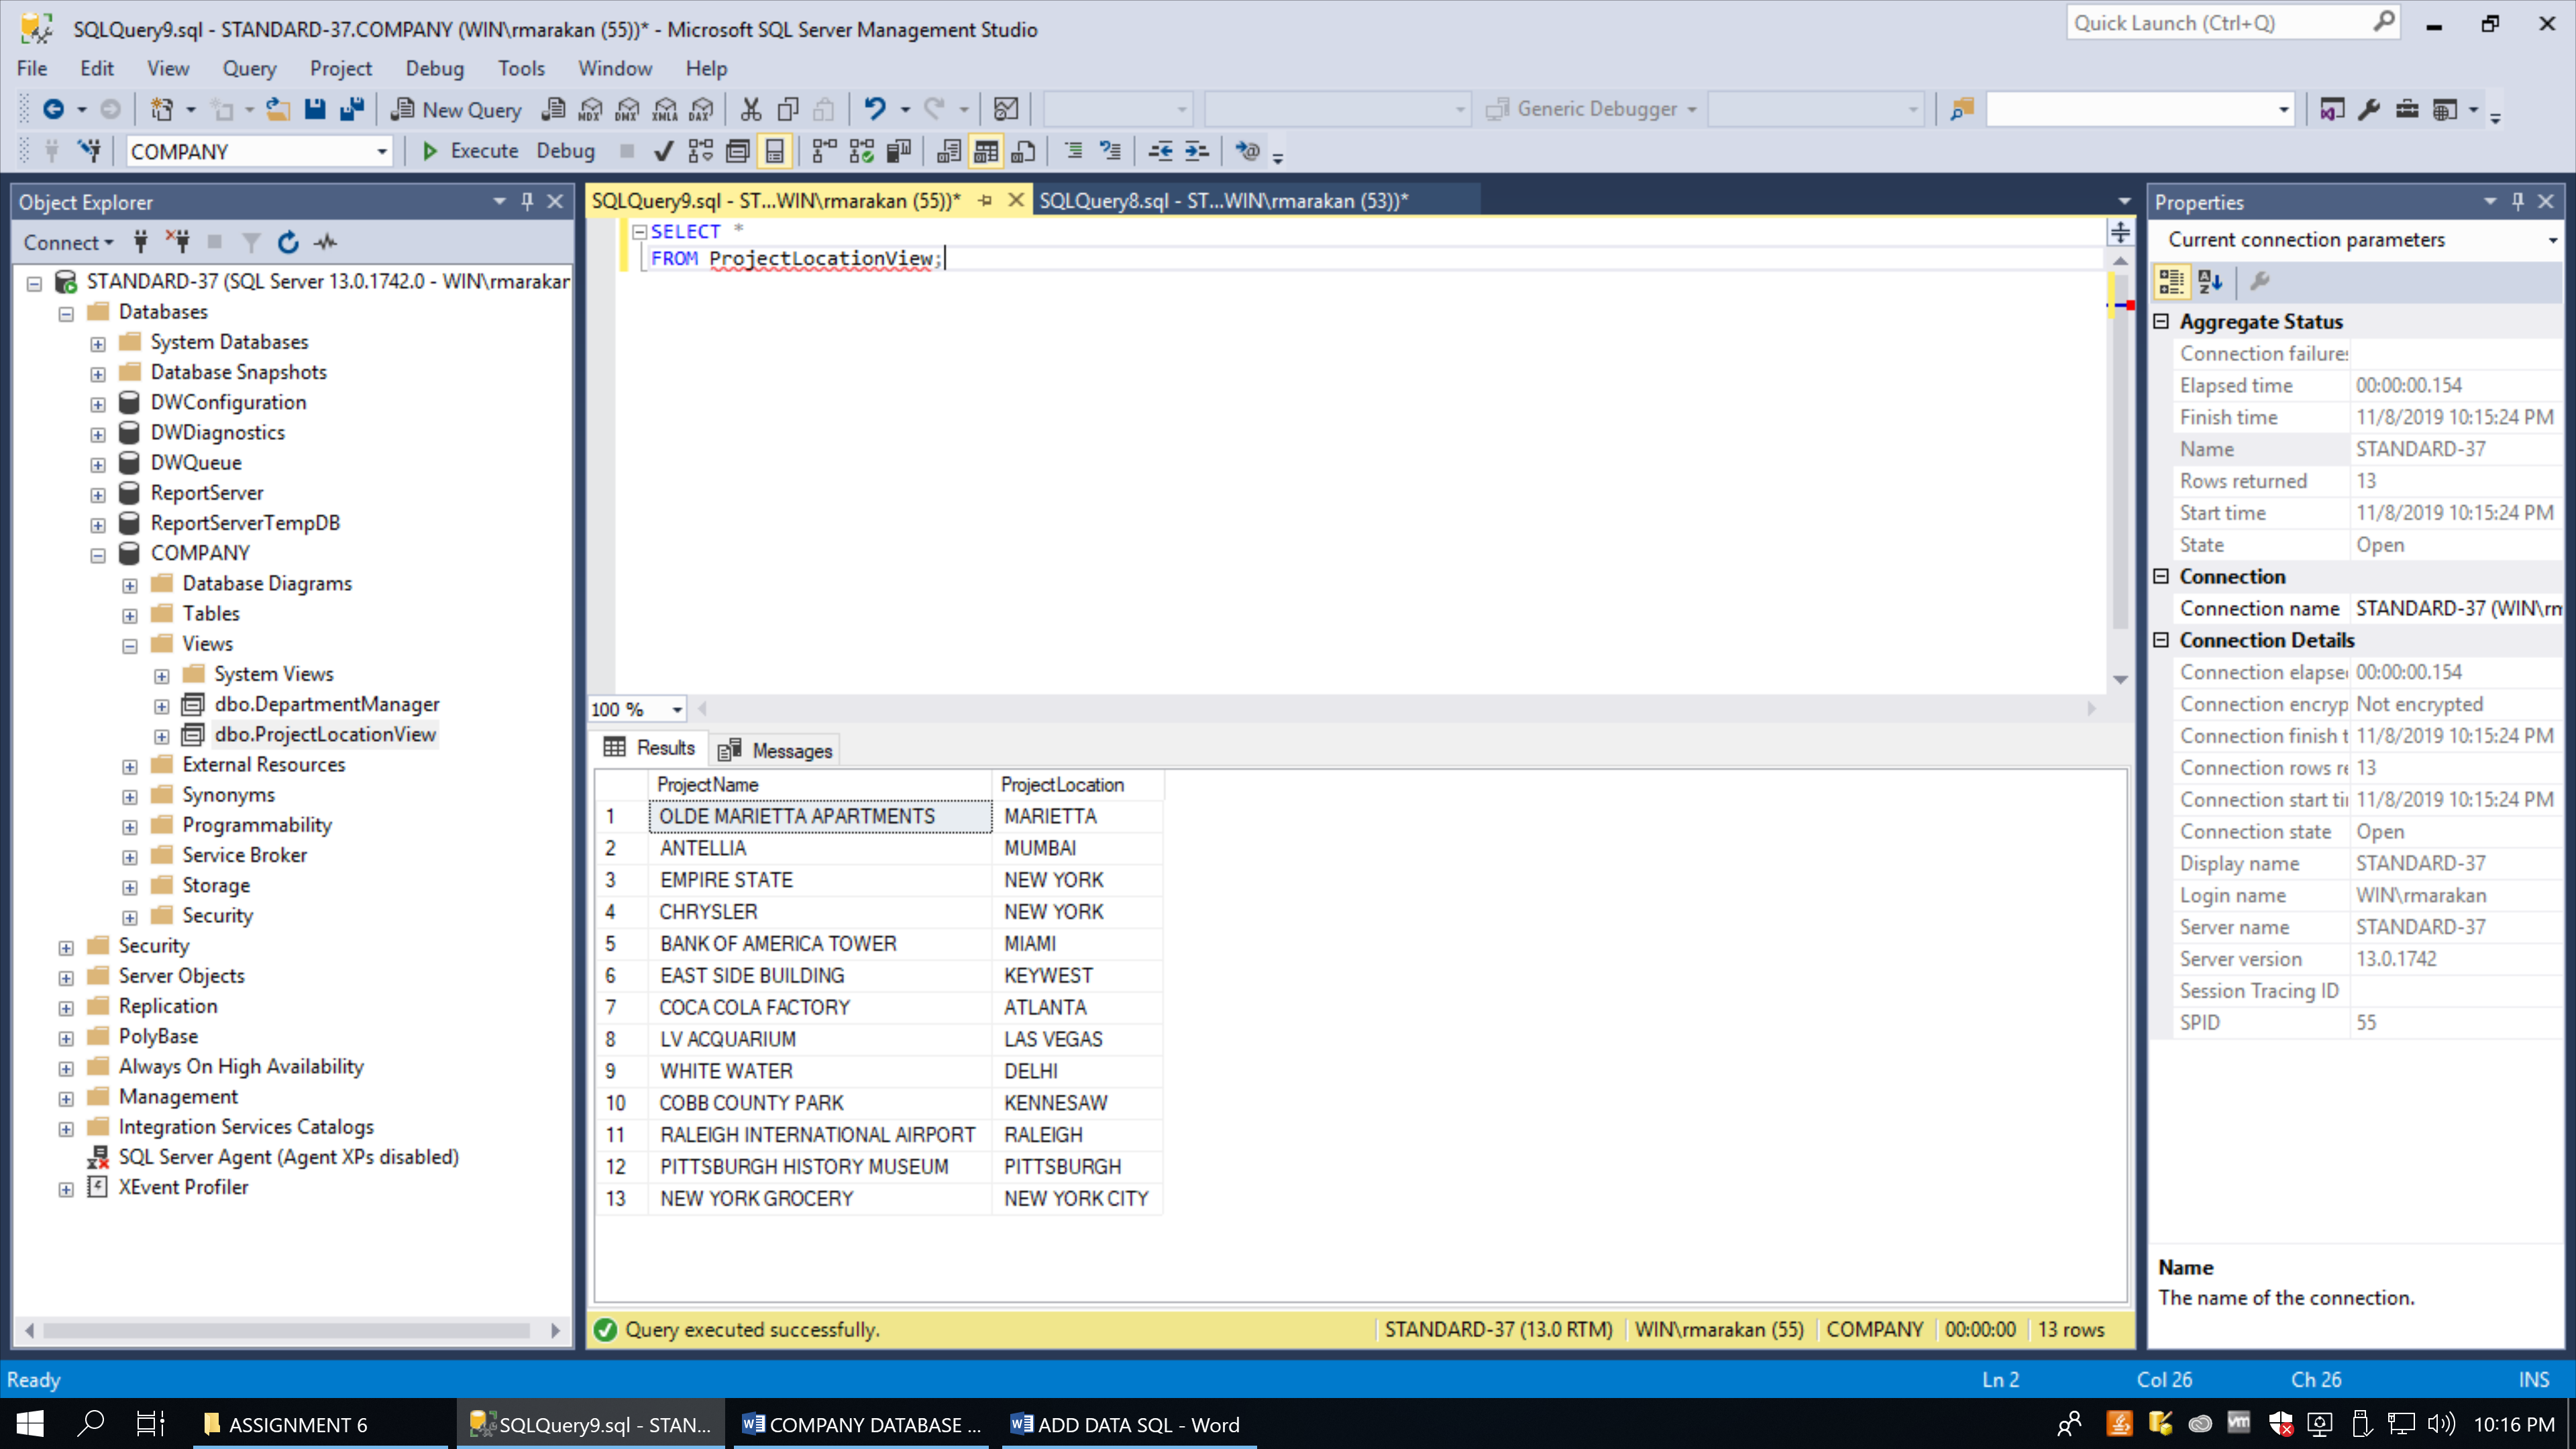 SQLQuery9.sql - STANDARD-37.COMPANY (WIN\rmarakan (55))* - Microsoft SQL Server Management Studio
Quick Launch (Ctrl+Q)
File Edit View Query Project Debug Tools Window Help
New Query MDX DMX XMLA DAX Generic Debugger
COMPANY Execute Debug
Object Explorer
Connect
STANDARD-37 (SQL Server 13.0.1742.0 - WIN\rmarakan
Databases
System Databases
Database Snapshots
DWConfiguration
DWDiagnostics
DWQueue
ReportServer
ReportServerTempDB
COMPANY
Database Diagrams
Tables
Views
System Views
dbo.DepartmentManager
dbo.ProjectLocationView
External Resources
Synonyms
Programmability
Service Broker
Storage
Security
Security
Server Objects
Replication
PolyBase
Always On High Availability
Management
Integration Services Catalogs
SQL Server Agent (Agent XPs disabled)
XEvent Profiler
SQLQuery9.sql - ST...WIN\rmarakan (55))* SQLQuery8.sql - ST...WIN\rmarakan (53))*
SELECT *
FROM ProjectLocationView;
100 %
Results Messages
ProjectName ProjectLocation
1 OLDE MARIETTA APARTMENTS MARIETTA
2 ANTELLIA MUMBAI
3 EMPIRE STATE NEW YORK
4 CHRYSLER NEW YORK
5 BANK OF AMERICA TOWER MIAMI
6 EAST SIDE BUILDING KEYWEST
7 COCA COLA FACTORY ATLANTA
8 LV ACQUARIUM LAS VEGAS
9 WHITE WATER DELHI
10 COBB COUNTY PARK KENNESAW
11 RALEIGH INTERNATIONAL AIRPORT RALEIGH
12 PITTSBURGH HISTORY MUSEUM PITTSBURGH
13 NEW YORK GROCERY NEW YORK CITY
Query executed successfully. STANDARD-37 (13.0 RTM) WIN\rmarakan (55) COMPANY 00:00:00 13 rows
Properties
Current connection parameters
Aggregate Status
Connection failures
Elapsed time 00:00:00.154
Finish time 11/8/2019 10:15:24 PM
Name STANDARD-37
Rows returned 13
Start time 11/8/2019 10:15:24 PM
State Open
Connection
Connection name STANDARD-37 (WIN\rm
Connection Details
Connection elapse 00:00:00.154
Connection encryp Not encrypted
Connection finish t 11/8/2019 10:15:24 PM
Connection rows re 13
Connection start ti 11/8/2019 10:15:24 PM
Connection state Open
Display name STANDARD-37
Login name WIN\rmarakan
Server name STANDARD-37
Server version 13.0.1742
Session Tracing ID
SPID 55
Name
The name of the connection.
Ready Ln 2 Col 26 Ch 26 INS
ASSIGNMENT 6 SQLQuery9.sql - STAN... COMPANY DATABASE ... ADD DATA SQL - Word 10:16 PM